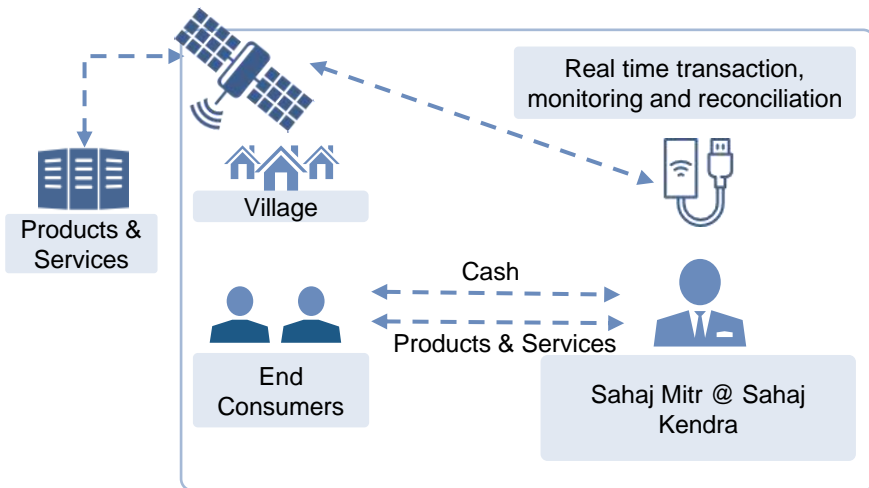 Real time transaction,
monitoring and reconciliation
Products &
Services
Village
Cash
Products & Services
End
Consumers
Sahaj Mitr @ Sahaj
Kendra